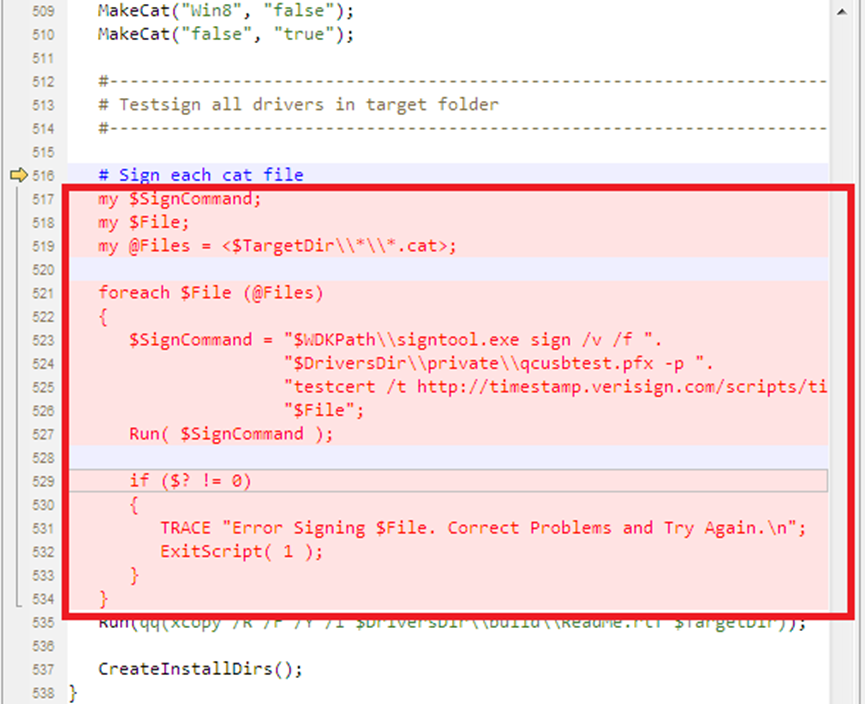 509 MakeCat("Win8", "false");
510 MakeCat("false", "true");
511
512 #----------------------------------------------------------------------
513 # Testsign all drivers in target folder
514 #----------------------------------------------------------------------
515
516 # Sign each cat file
517 my $SignCommand;
518 my $File;
519 my @Files = <$TargetDir\\*\\*.cat>;
520
521 foreach $File (@Files)
522 {
523 $SignCommand = "$WDKPath\\signtool.exe sign /v /f ".
524 "$DriversDir\\private\\qcusbtest.pfx -p ".
525 "testcert /t http://timestamp.verisign.com/scripts/ti
526 "$File";
527 Run( $SignCommand );
528
529 if ($? != 0)
530 {
531 TRACE "Error Signing $File. Correct Problems and Try Again.\n";
532 ExitScript( 1 );
533 }
534 }
535 Run(qq(xcopy /R /F /Y /I $DriversDir\\build\\ReadMe.rtf $TargetDir));
536
537 CreateInstallDirs();
538 }